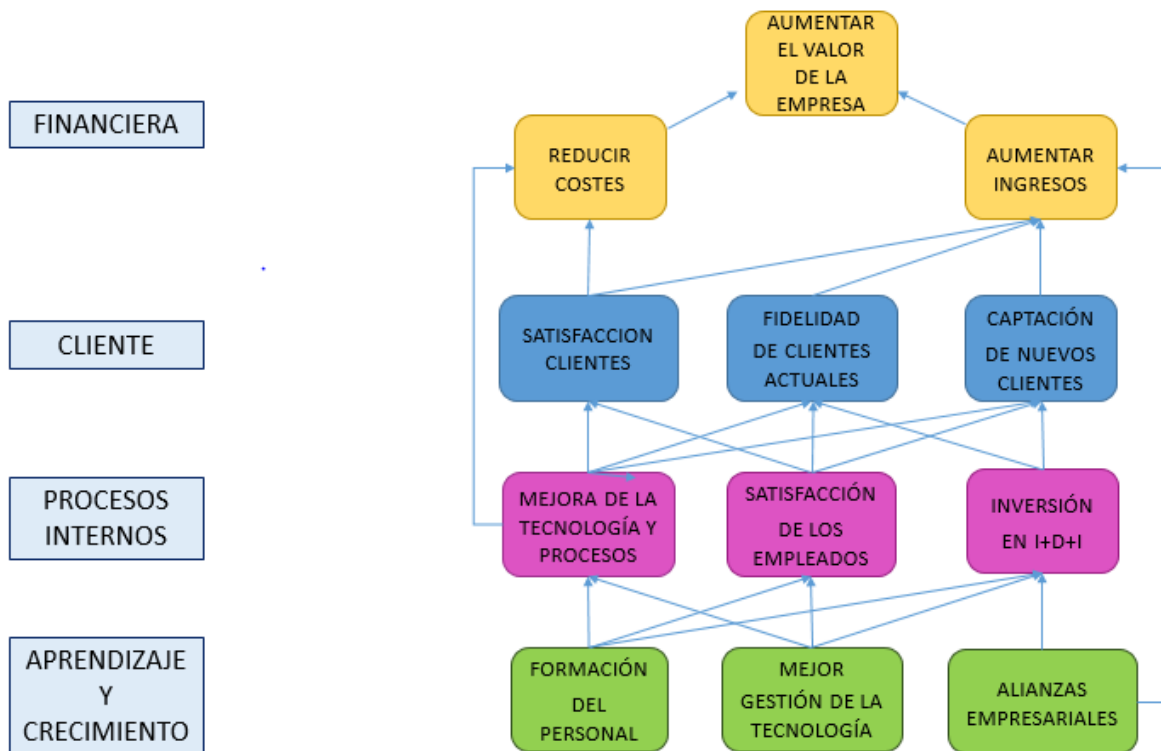 AUMENTAR
EL VALOR
DE LA
EMPRESA
FINANCIERA
REDUCIR
COSTES
AUMENTAR
INGRESOS
CLIENTE
SATISFACCION
CLIENTES
FIDELIDAD
DE CLIENTES
ACTUALES
CAPTACIÓN
DE NUEVOS
CLIENTES
PROCESOS
INTERNOS
MEJORA DE LA
TECNOLOGÍA Y
PROCESOS
SATISFACCIÓN
DE LOS
EMPLEADOS
INVERSIÓN
EN I+D+I
APRENDIZAJE
Y
CRECIMIENTO
FORMACIÓN
DEL
PERSONAL
MEJOR
GESTIÓN DE LA
TECNOLOGÍA
ALIANZAS
EMPRESARIALES